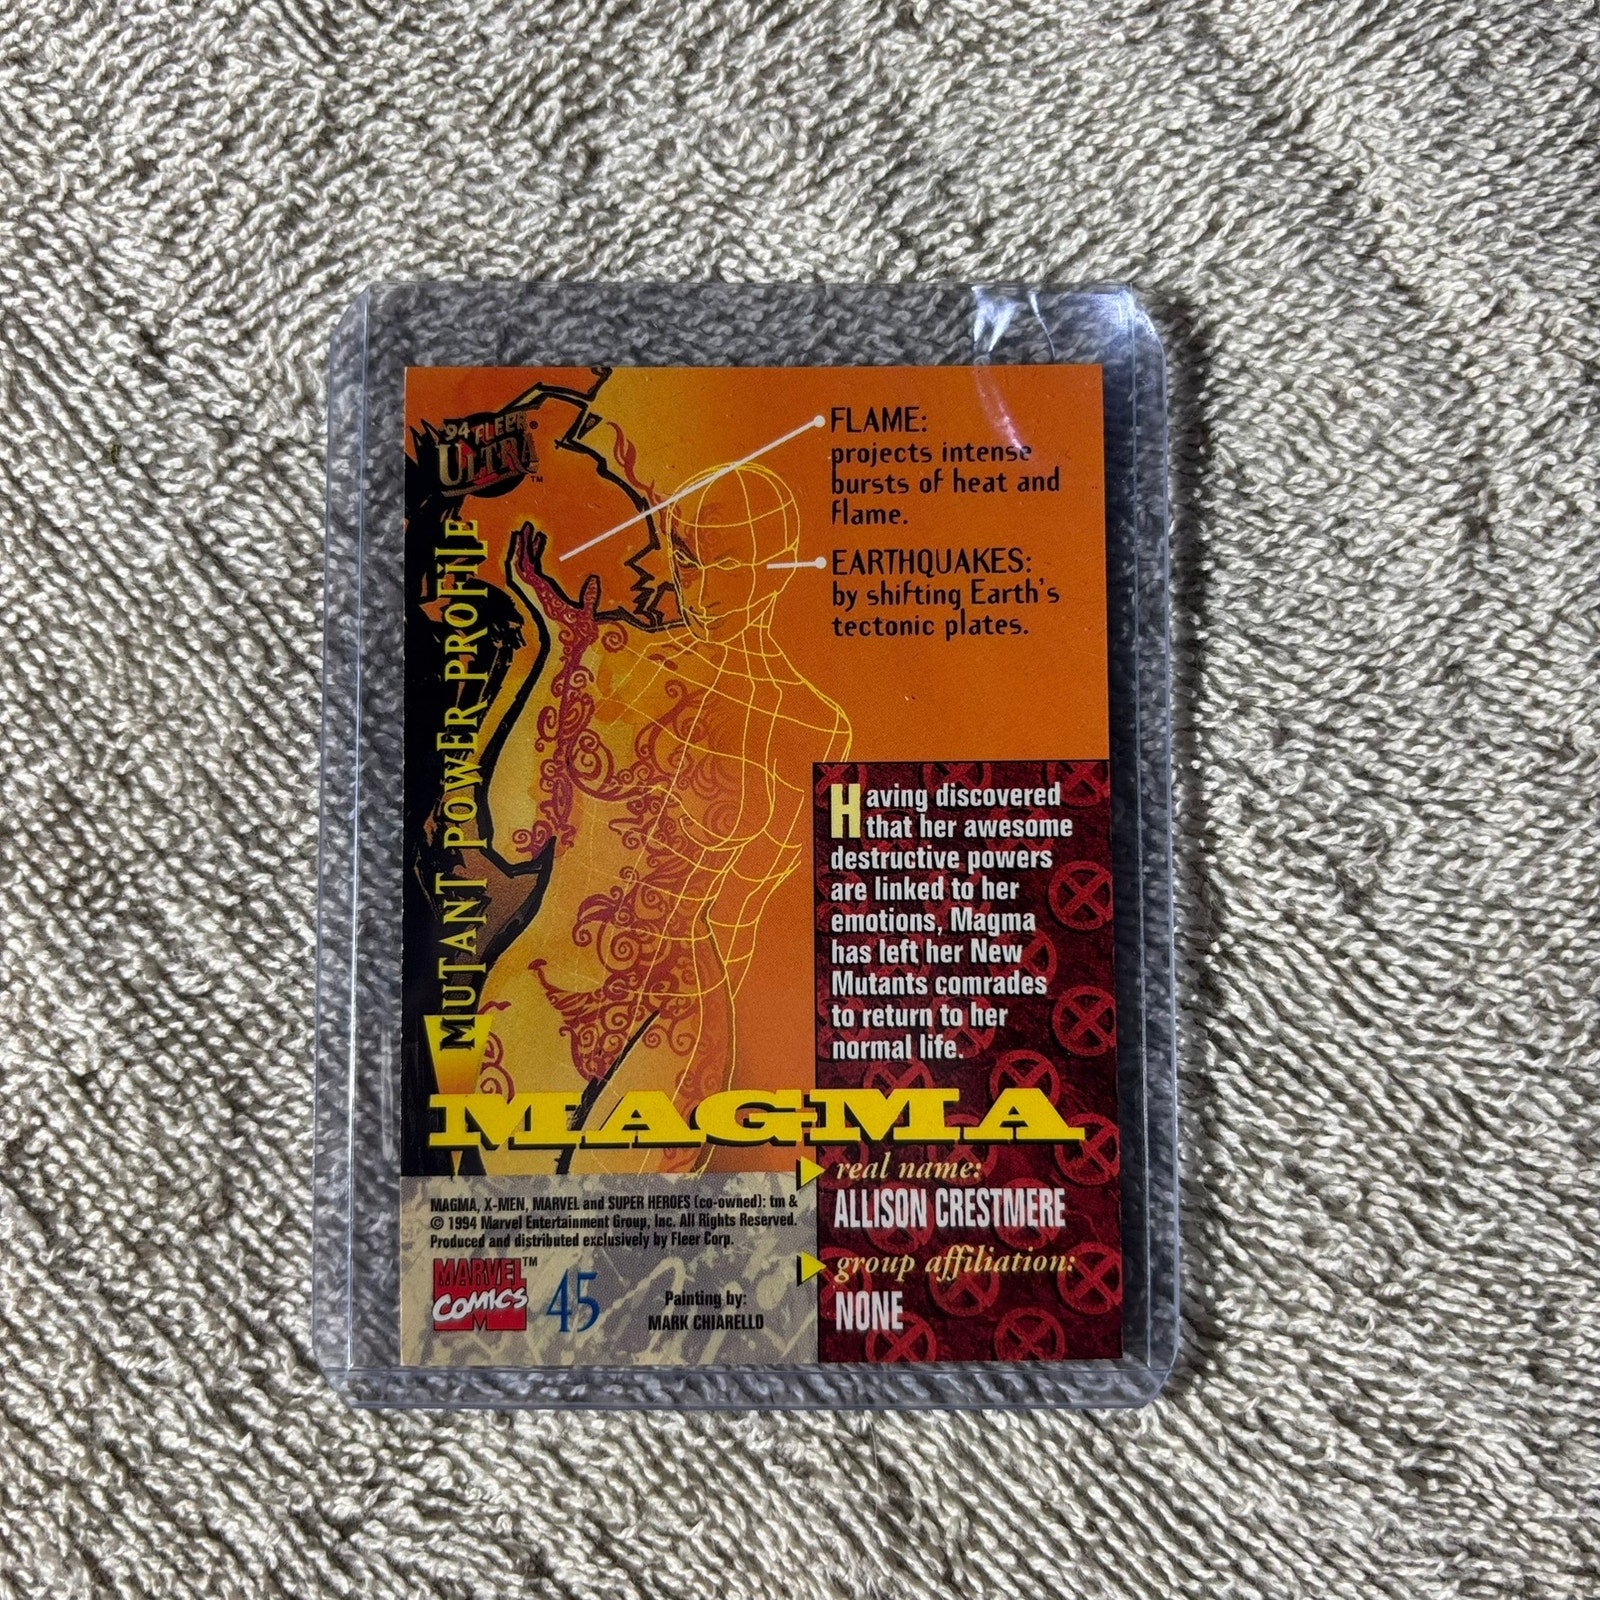 '94 FLEER
ULTRA®
TM
MUTANT POWER PROFILE
FLAME:
projects intense
bursts of heat and
flame.
EARTHQUAKES:
by shifting Earth's
tectonic plates.
Having discovered
that her awesome
destructive powers
are linked to her
emotions, Magma
has left her New
Mutants comrades
to return to her
normal life.
MAGMA
real name:
ALLISON CRESTMERE
group affiliation:
NONE
MAGMA, X-MEN, MARVEL and SUPER HEROES (co-owned): tm &
© 1994 Marvel Entertainment Group, Inc. All Rights Reserved.
Produced and distributed exclusively by Fleer Corp.
MARVEL™
COMICS
M
45
Painting by:
MARK CHIARELLO